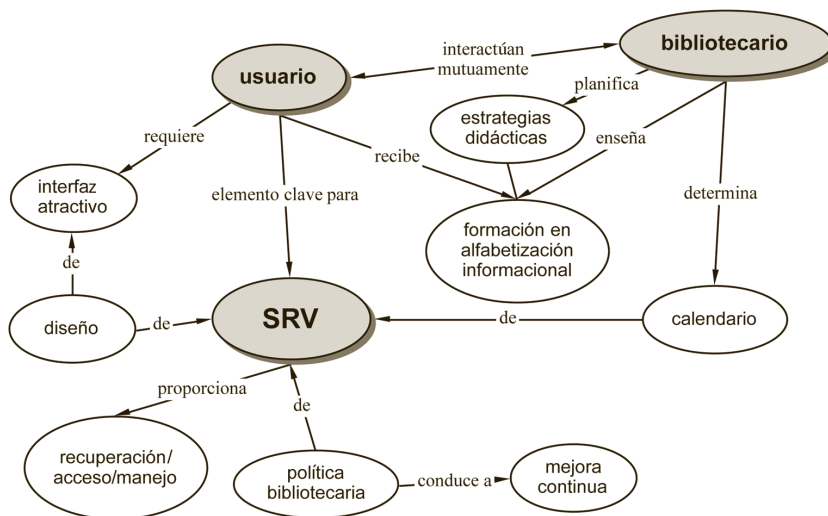 interactúan
mutuamente
bibliotecario
usuario
planifica
requiere
estrategias
didácticas
recibe
enseña
interfaz
atractivo
elemento clave para
determina
formación en
alfabetización
informacional
de
diseño
de
SRV
de
calendario
proporciona
de
recuperación/
acceso/manejo
política
bibliotecaria
conduce a
mejora
continua